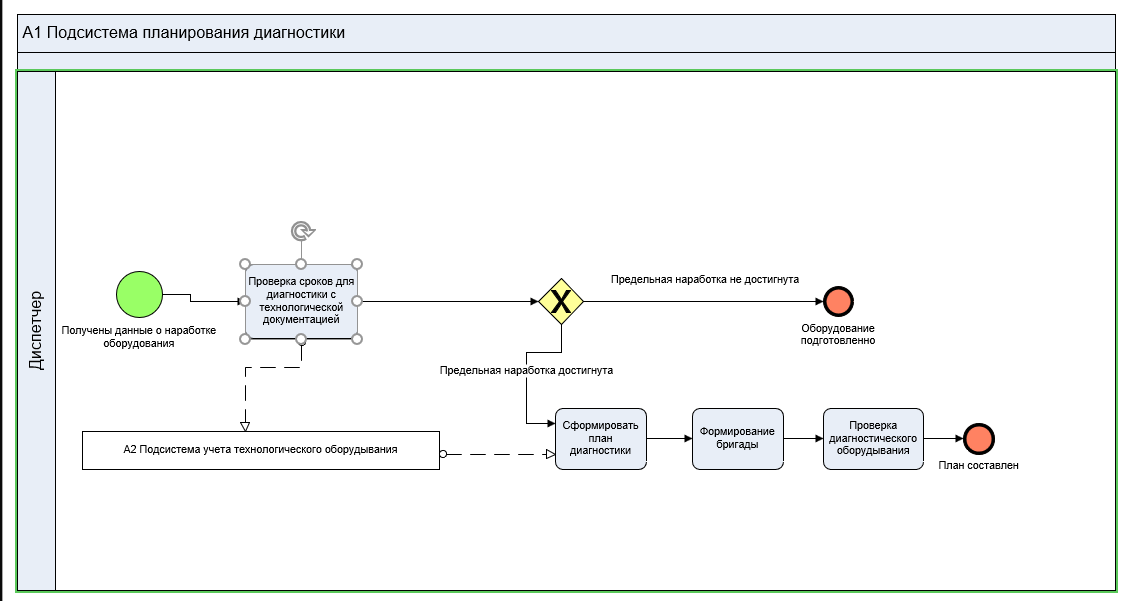 А1 Подсистема планирования диагностики
Диспетчер
Получены данные о наработке
оборудования
Проверка сроков для
диагностики с
технологической
документацией
X
Предельная наработка не достигнута
Оборудование
подготовленно
Предельная наработка достигнута
А2 Подсистема учета технологического оборудывания
Сформировать
план
диагностики
Формирование
бригады
Проверка
диагностического
оборудывания
План составлен